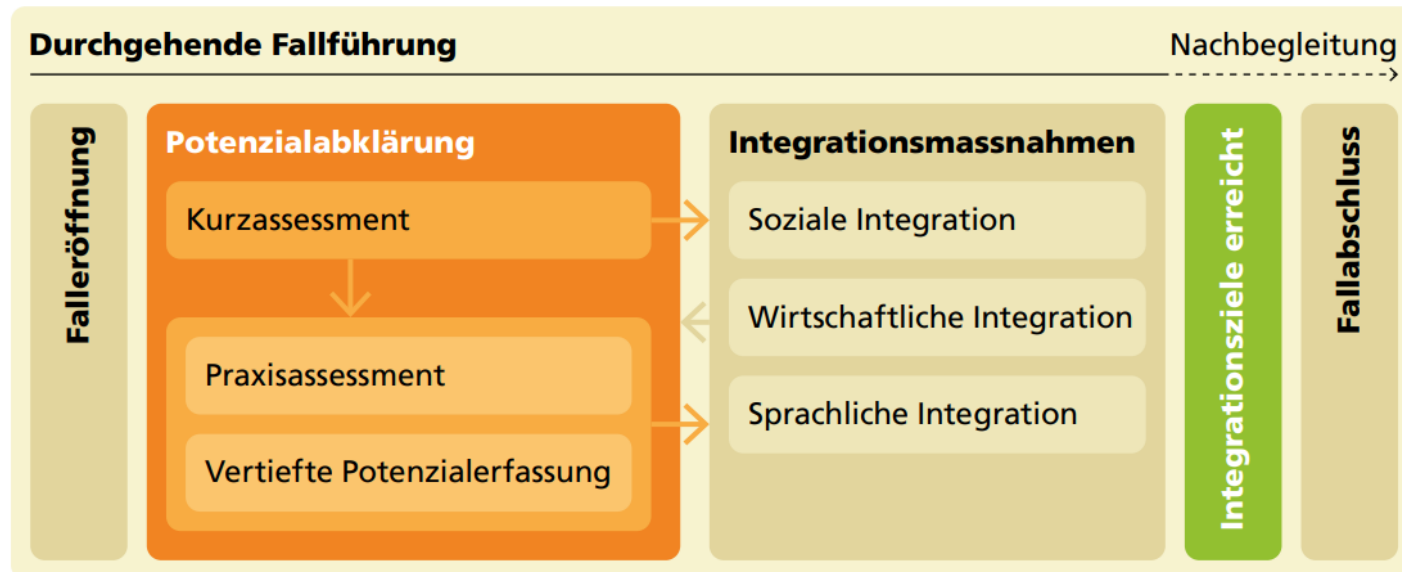 Durchgehende Fallführung
Nachbegleitung
Falleröffnung
Potenzialabklärung
Kurzassessment
Praxisassessment
Vertiefte Potenzialerfassung
Integrationsmassnahmen
Soziale Integration
Wirtschaftliche Integration
Sprachliche Integration
Integrationsziele erreicht
Fallabschluss